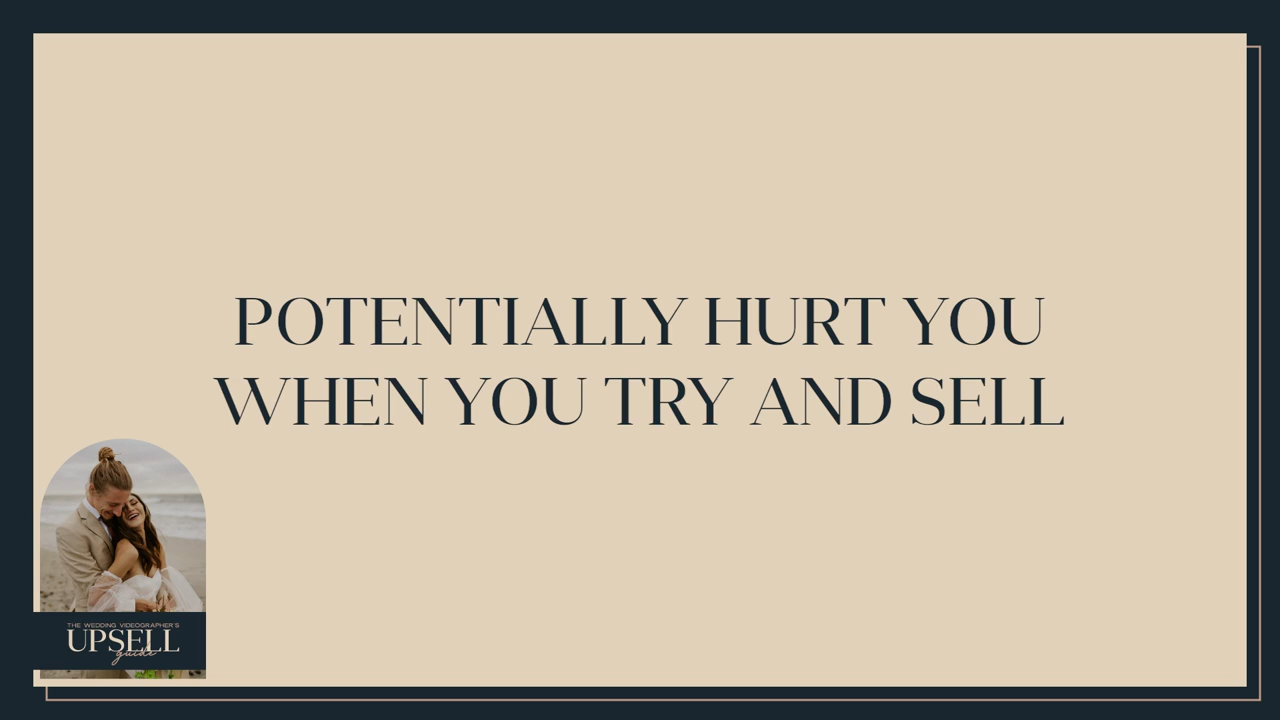 POTENTIALLY HURT YOU
WHEN YOU TRY AND SELL
THE WEDDING VIDEOGRAPHER'S
UPSELL
guide